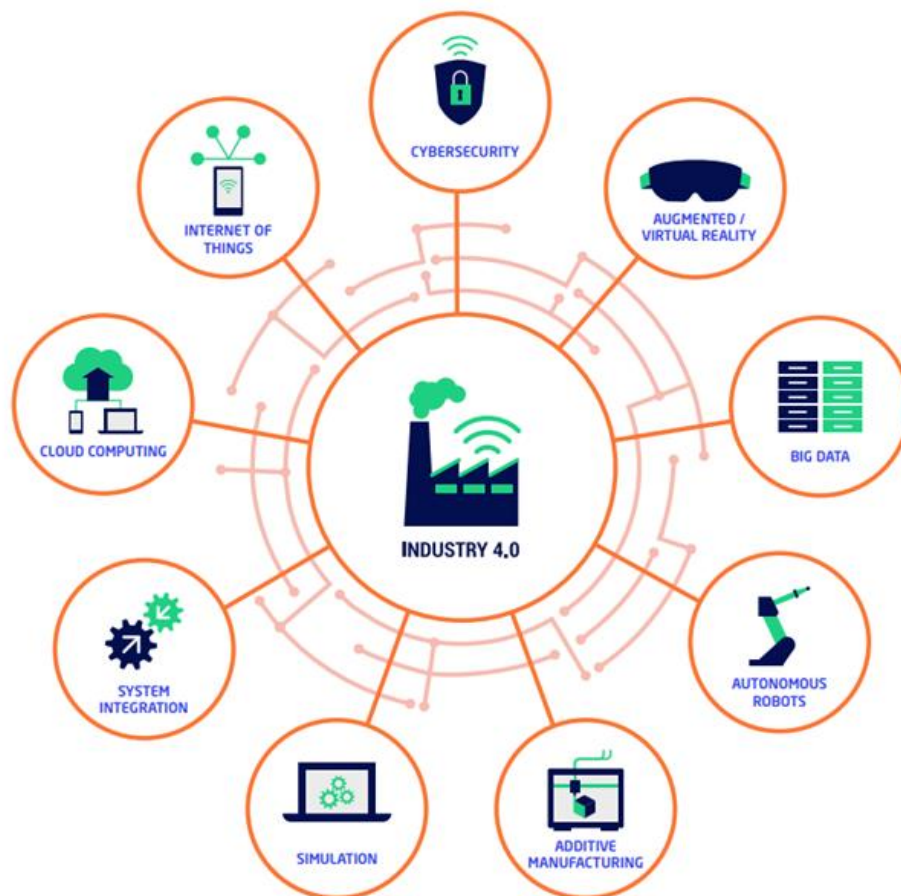 CYBERSECURITY
AUGMENTED /
VIRTUAL REALITY
BIG DATA
AUTONOMOUS
ROBOTS
ADDITIVE
MANUFACTURING
SIMULATION
SYSTEM
INTEGRATION
CLOUD COMPUTING
INTERNET OF
THINGS
INDUSTRY 4.0